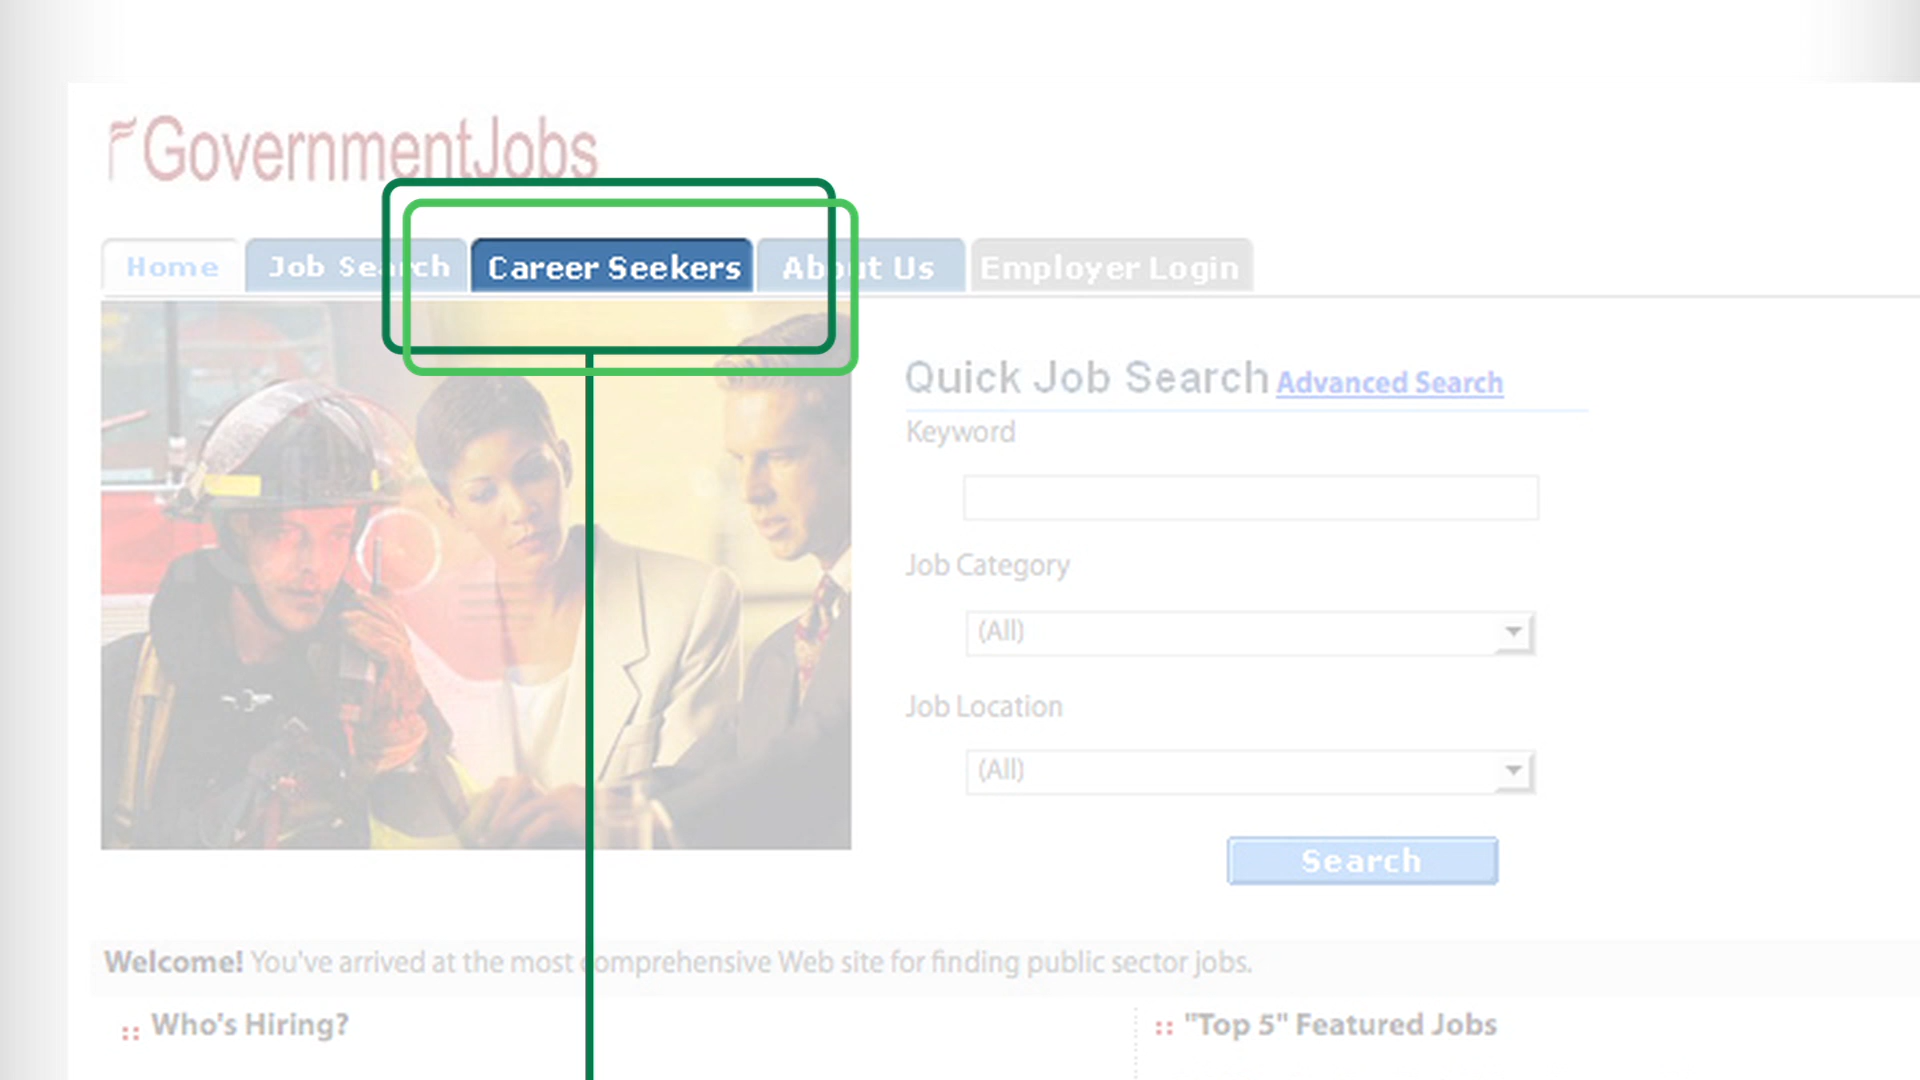 GovernmentJobs
Home Job Search Career Seekers About Us Employer Login
Quick Job Search Advanced Search
Keyword
Job Category
(All)
Job Location
(All)
Search
Welcome! You've arrived at the most comprehensive Web site for finding public sector jobs.
:: Who's Hiring?
:: "Top 5" Featured Jobs